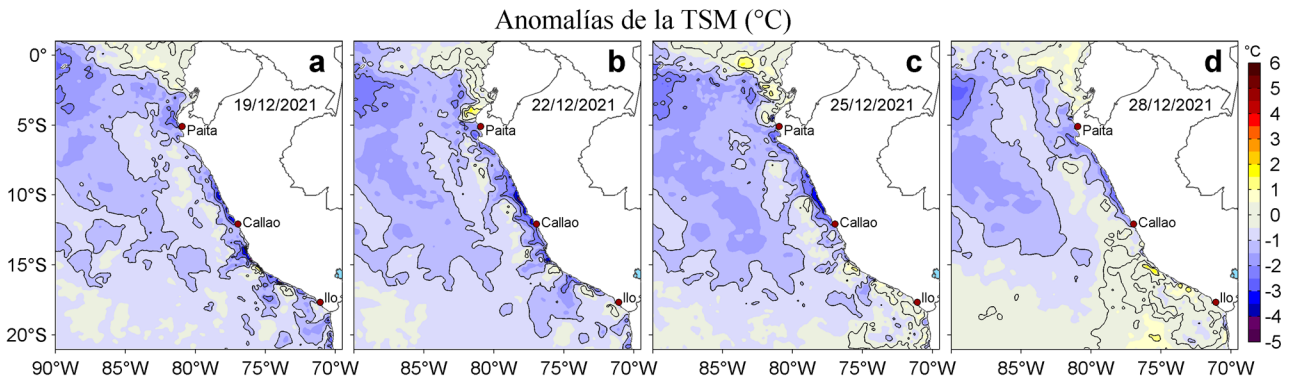 Anomalías de la TSM (°C)
a
b
c
d
19/12/2021
22/12/2021
25/12/2021
28/12/2021
Paita
Paita
Paita
Paita
Callao
Callao
Callao
Callao
Ilo
Ilo
Ilo
Ilo
0°
5°S
10°S
15°S
20°S
90°W 85°W 80°W 75°W 70°W
85°W 80°W 75°W 70°W
85°W 80°W 75°W 70°W
85°W 80°W 75°W 70°W
°C
6
5
4
3
2
1
0
-1
-2
-3
-4
-5